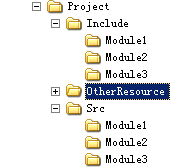 Project
Include
Module1
Module2
Module3
OtherResource
Src
Module1
Module2
Module3